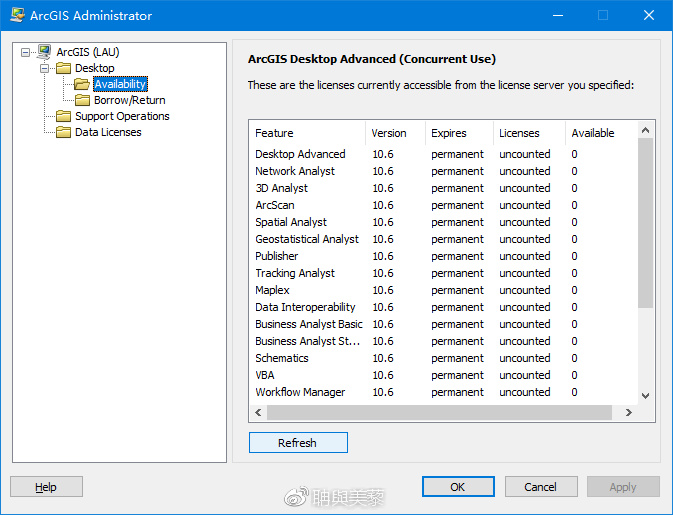 ArcGIS Administrator
ArcGIS (LAU)
Desktop
Availability
Borrow/Return
Support Operations
Data Licenses
ArcGIS Desktop Advanced (Concurrent Use)
These are the licenses currently accessible from the license server you specified:
Feature Version Expires Licenses Available
Desktop Advanced 10.6 permanent uncounted 0
Network Analyst 10.6 permanent uncounted 0
3D Analyst 10.6 permanent uncounted 0
ArcScan 10.6 permanent uncounted 0
Spatial Analyst 10.6 permanent uncounted 0
Geostatistical Analyst 10.6 permanent uncounted 0
Publisher 10.6 permanent uncounted 0
Tracking Analyst 10.6 permanent uncounted 0
Maplex 10.6 permanent uncounted 0
Data Interoperability 10.6 permanent uncounted 0
Business Analyst Basic 10.6 permanent uncounted 0
Business Analyst St... 10.6 permanent uncounted 0
Schematics 10.6 permanent uncounted 0
VBA 10.6 permanent uncounted 0
Workflow Manager 10.6 permanent uncounted 0
Refresh
Help
OK
Cancel
Apply